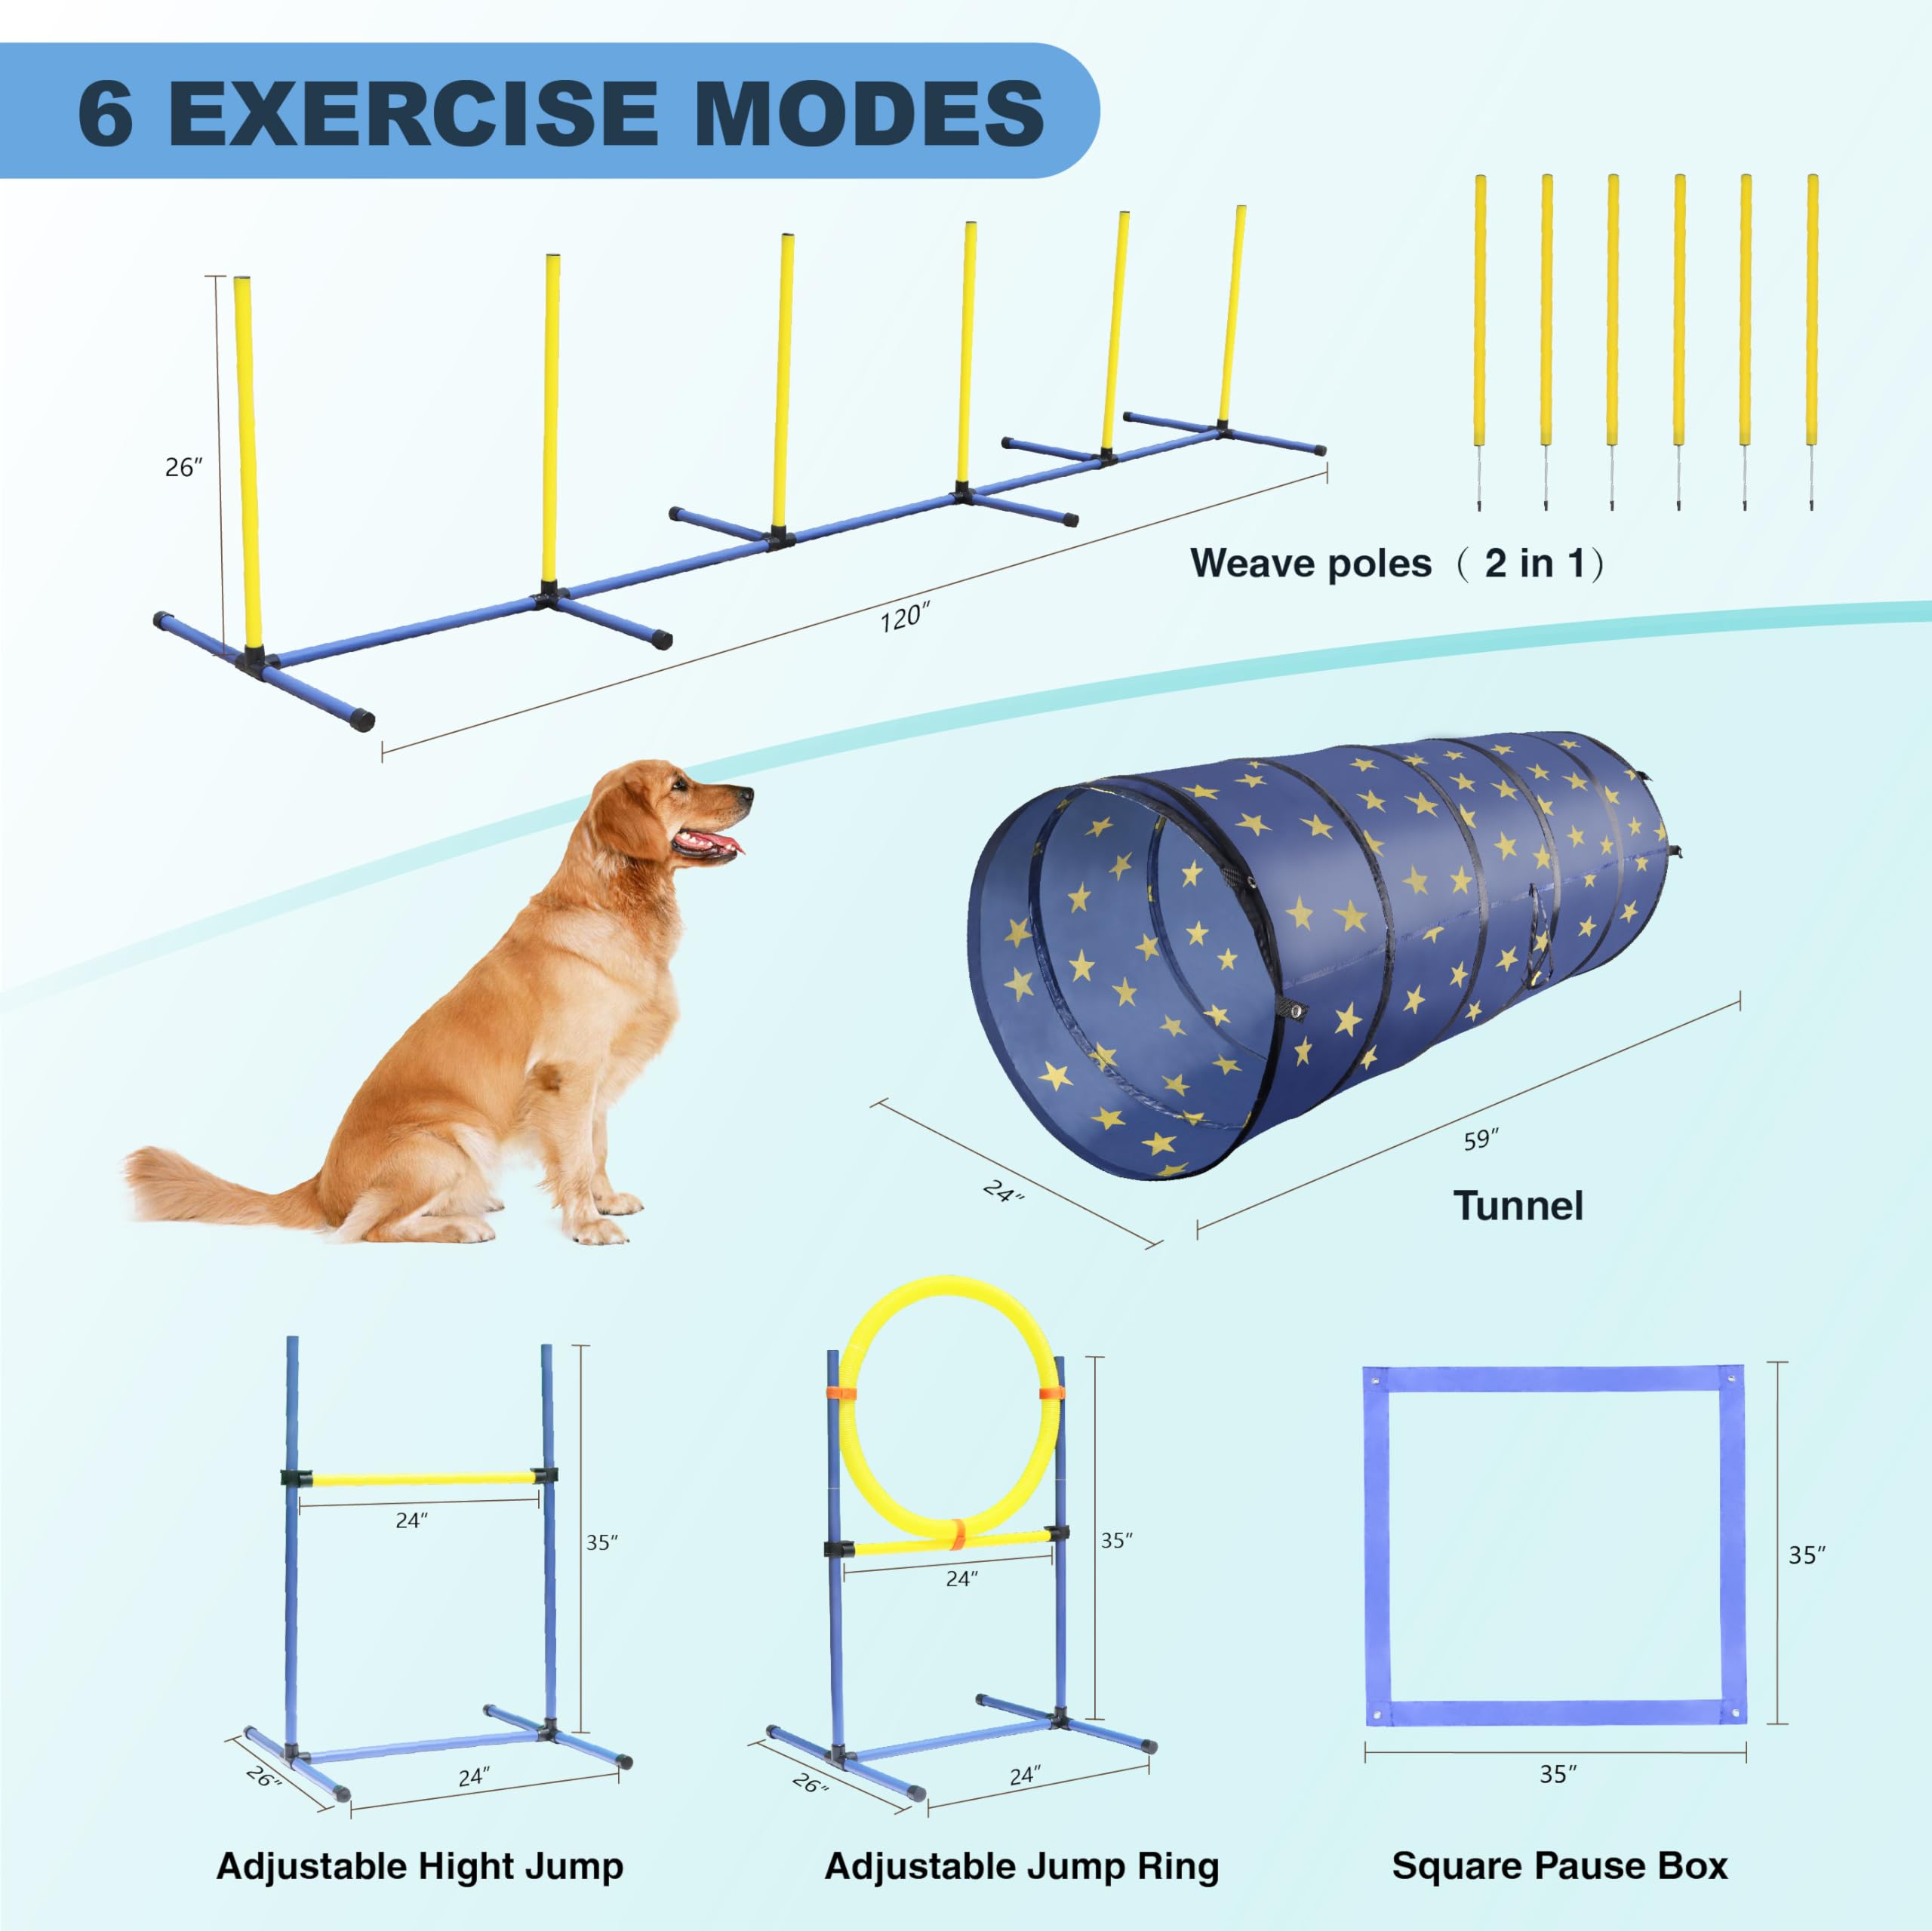 6 EXERCISE MODES
26"
120"
Weave poles ( 2 in 1)
24"
59"
Tunnel
24"
35"
26"
24"
Adjustable Hight Jump
24"
35"
26"
24"
Adjustable Jump Ring
35"
35"
Square Pause Box